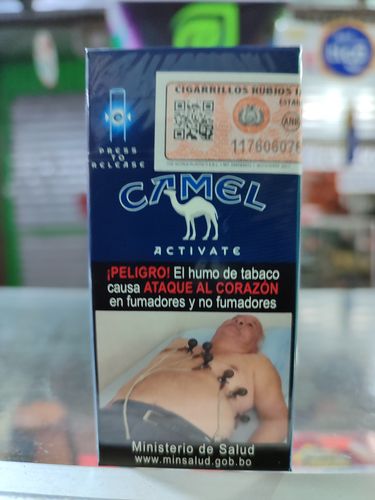 CIGARRILLOS RUBIOS
117606076
PRESS
TO
RELEASE
CAMEL
ACTIVATE
¡PELIGRO! El humo de tabaco
causa ATAQUE AL CORAZÓN
en fumadores y no fumadores
Ministerio de Salud
www.minsalud.gob.bo
tigo